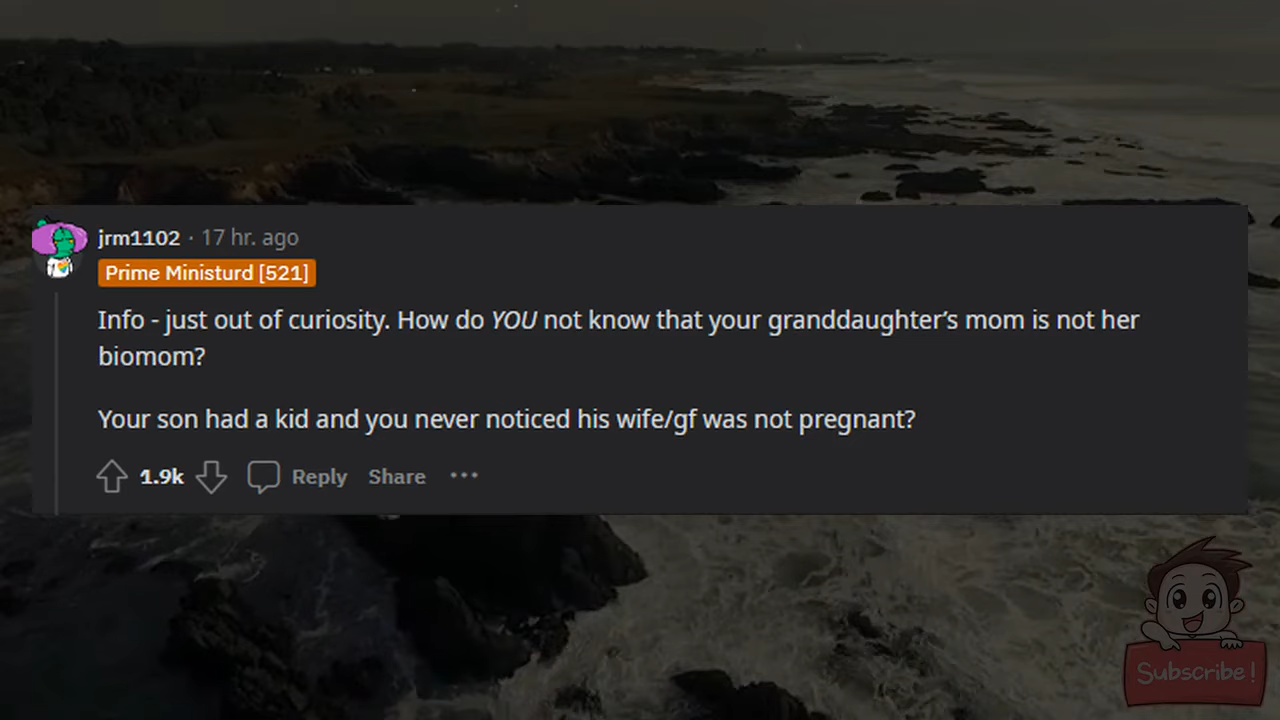 jrm1102 · 17 hr. ago
Prime Ministurd [521]
Info - just out of curiosity. How do YOU not know that your granddaughter’s mom is not her
biomom?
Your son had a kid and you never noticed his wife/gf was not pregnant?
1.9k Reply Share ···
Subscribe!